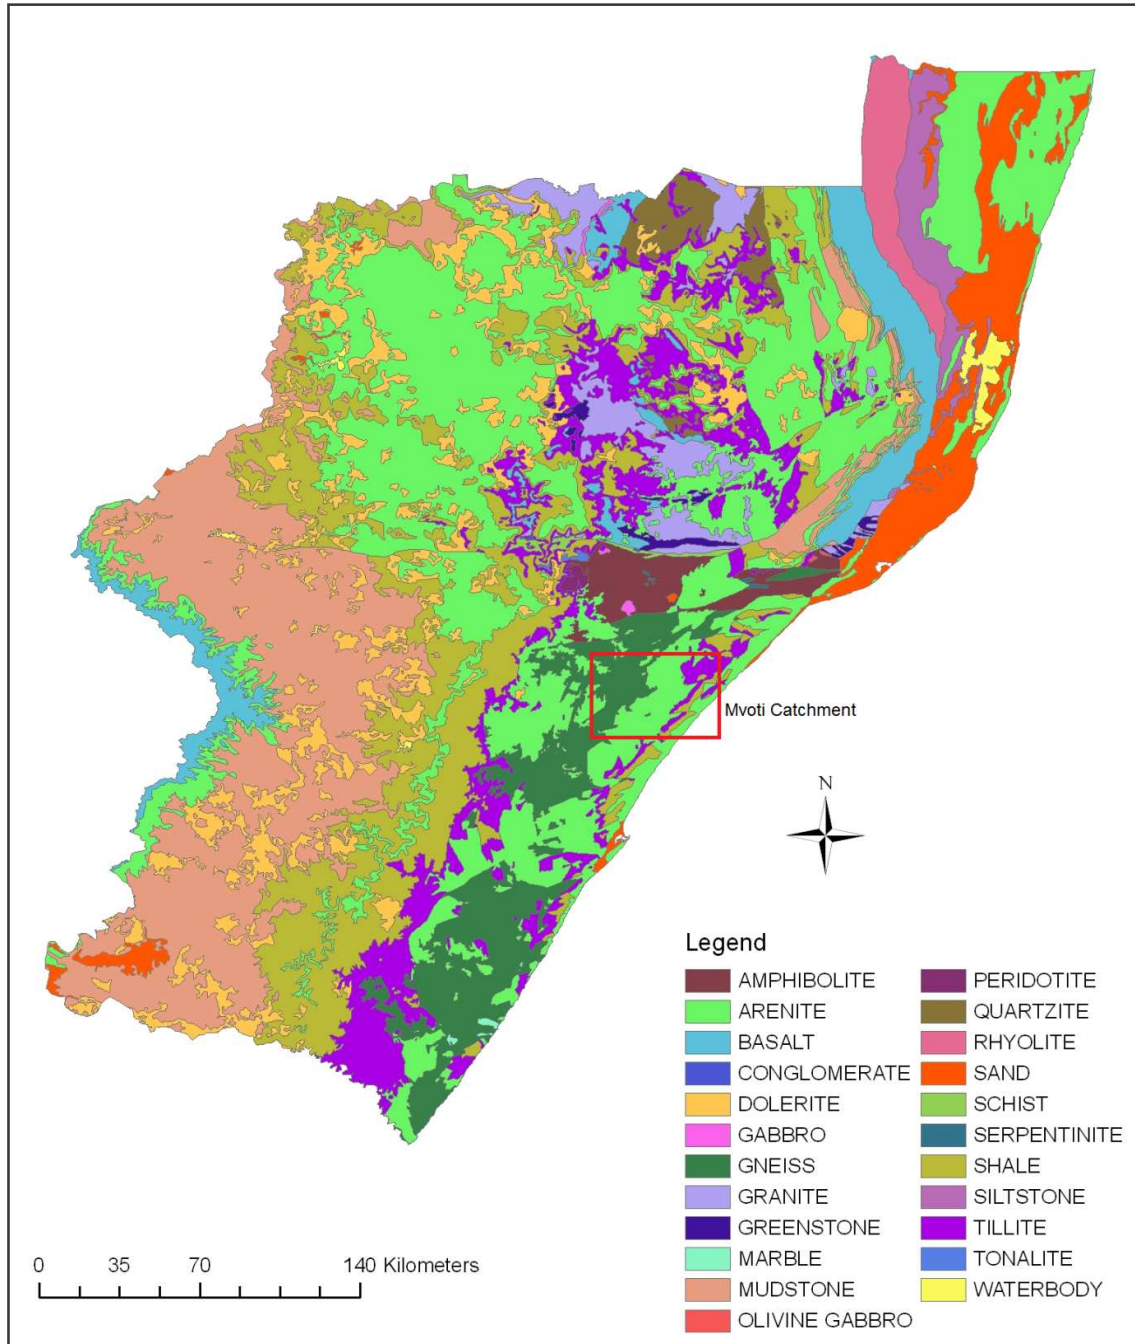 Mvoti Catchment
N
Legend
AMPHIBOLITE
ARENITE
BASALT
CONGLOMERATE
DOLERITE
GABBRO
GNEISS
GRANITE
GREENSTONE
MARBLE
MUDSTONE
OLIVINE GABBRO
PERIDOTITE
QUARTZITE
RHYOLITE
SAND
SCHIST
SERPENTINITE
SHALE
SILTSTONE
TILLITE
TONALITE
WATERBODY
0 35 70 140 Kilometers